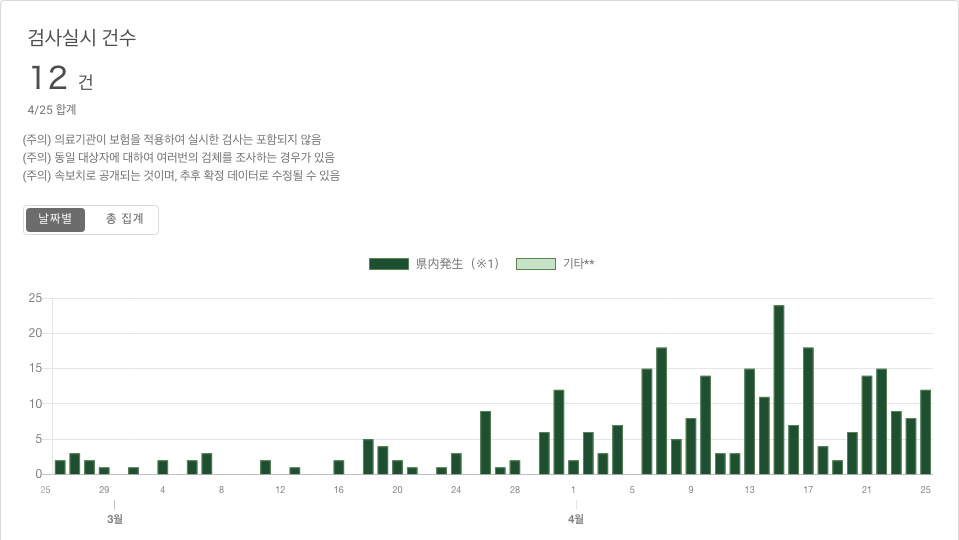 검사실시 건수
12 건
4/25 합계
(주의) 의료기관이 보험을 적용하여 실시한 검사는 포함되지 않음
(주의) 동일 대상자에 대하여 여러번의 검체를 조사하는 경우가 있음
(주의) 속보치로 공개되는 것이며, 추후 확정 데이터로 수정될 수 있음
날짜별 총 집계
県内発生（※1） 기타**
25
20
15
10
5
0
25 29 4 8 12 16 20 24 28 1 5 9 13 17 21 25
3월 4월